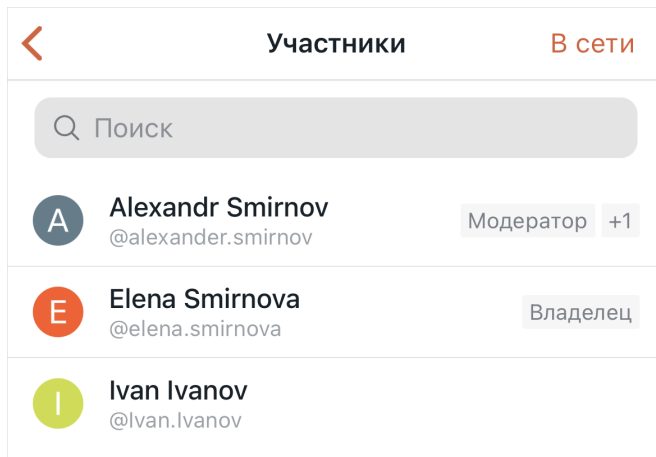 Участники
В сети
Поиск
A
Alexandr Smirnov
@alexander.smirnov
Модератор
+1
E
Elena Smirnova
@elena.smirnova
Владелец
I
Ivan Ivanov
@Ivan.Ivanov